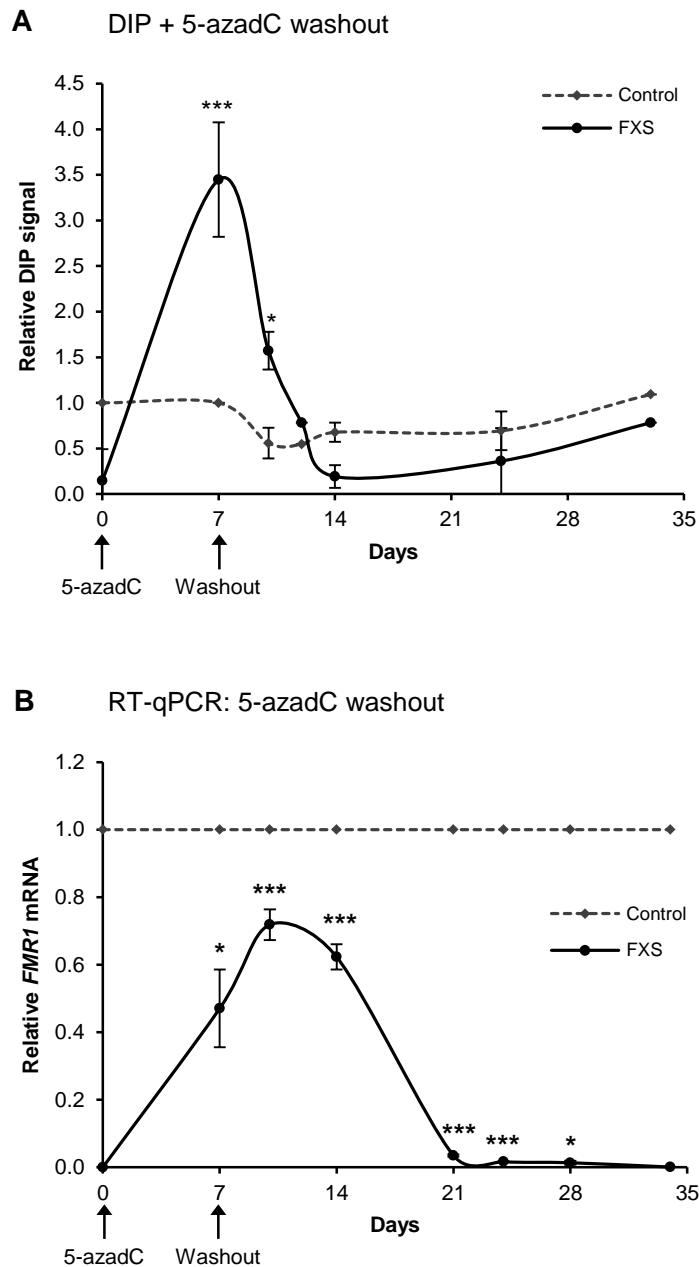 A DIP + 5-azadC washout
4.5
4.0
3.5
3.0
2.5
2.0
1.5
1.0
0.5
0.0
Relative DIP signal
***
*
Control
FXS
0 7 14 21 28 35
Days
5-azadC Washout
B RT-qPCR: 5-azadC washout
1.2
1.0
0.8
0.6
0.4
0.2
0.0
Relative FMR1 mRNA
*
***
***
***
***
*
Control
FXS
0 7 14 21 28 35
Days
5-azadC Washout